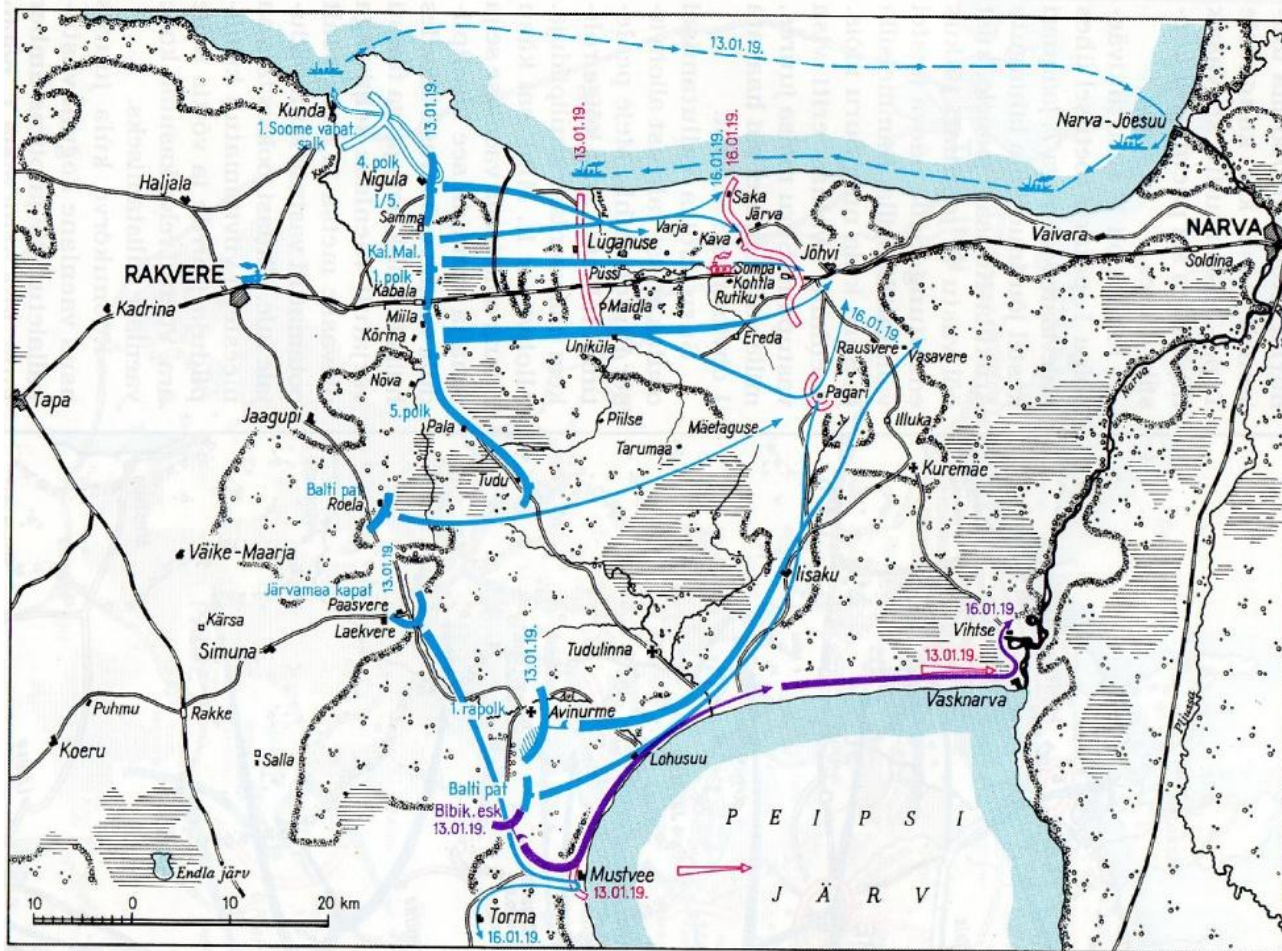 13.01.19.
Narva-Jõesuu
Kunda
1. Soome vabat.
salk
13.01.19.
13.01.19.
16.01.19.
16.01.19.
4. polk
Nigula
I/5.
Samma
Haljala
Saka
Järva
Varja
Käva
Lüganuse
Jõhvi
Vaivara
NARVA
Soldina
Kal. Mal.
1. polk
Kabala
RAKVERE
Püssi
Sompa
Kohtla
Rutiku
Maidla
Kadrina
Miila
Kõrma
Uniküla
Ereda
16.01.19.
Rausvere
Vasavere
Narva
Nõva
Tapa
Jaagupi
5. polk
Pala
Piilse
Mäetaguse
Pagari
Illuka
Tarumaa
Kuremäe
Tudu
Balti pat
Roela
Väike-Maarja
13.01.19.
Iisaku
Järvamaa kapat
Paasvere
Laekvere
Kärsa
Simuna
16.01.19.
Vihtse
Tudulinna
13.01.19.
13.01.19.
Vasknarva
1. rapolk
Avinurme
Puhmu
Rakke
Koeru
Salla
Lohusuu
Balti pat
Bibik. esk.
13.01.19.
PEIPSI
JÄRV
Endla järv
Mustvee
13.01.19.
Torma
16.01.19.
10 0 10 20 km